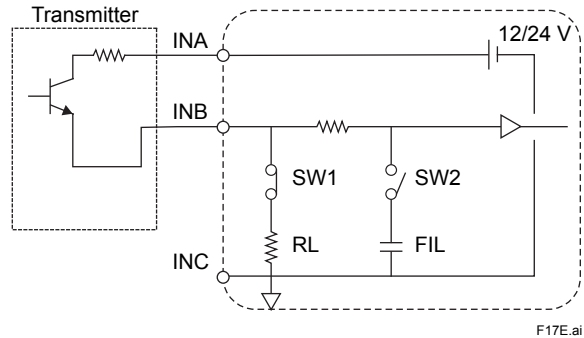 Transmitter
INA
12/24 V
INB
SW1
SW2
RL
FIL
INC
F17E.ai